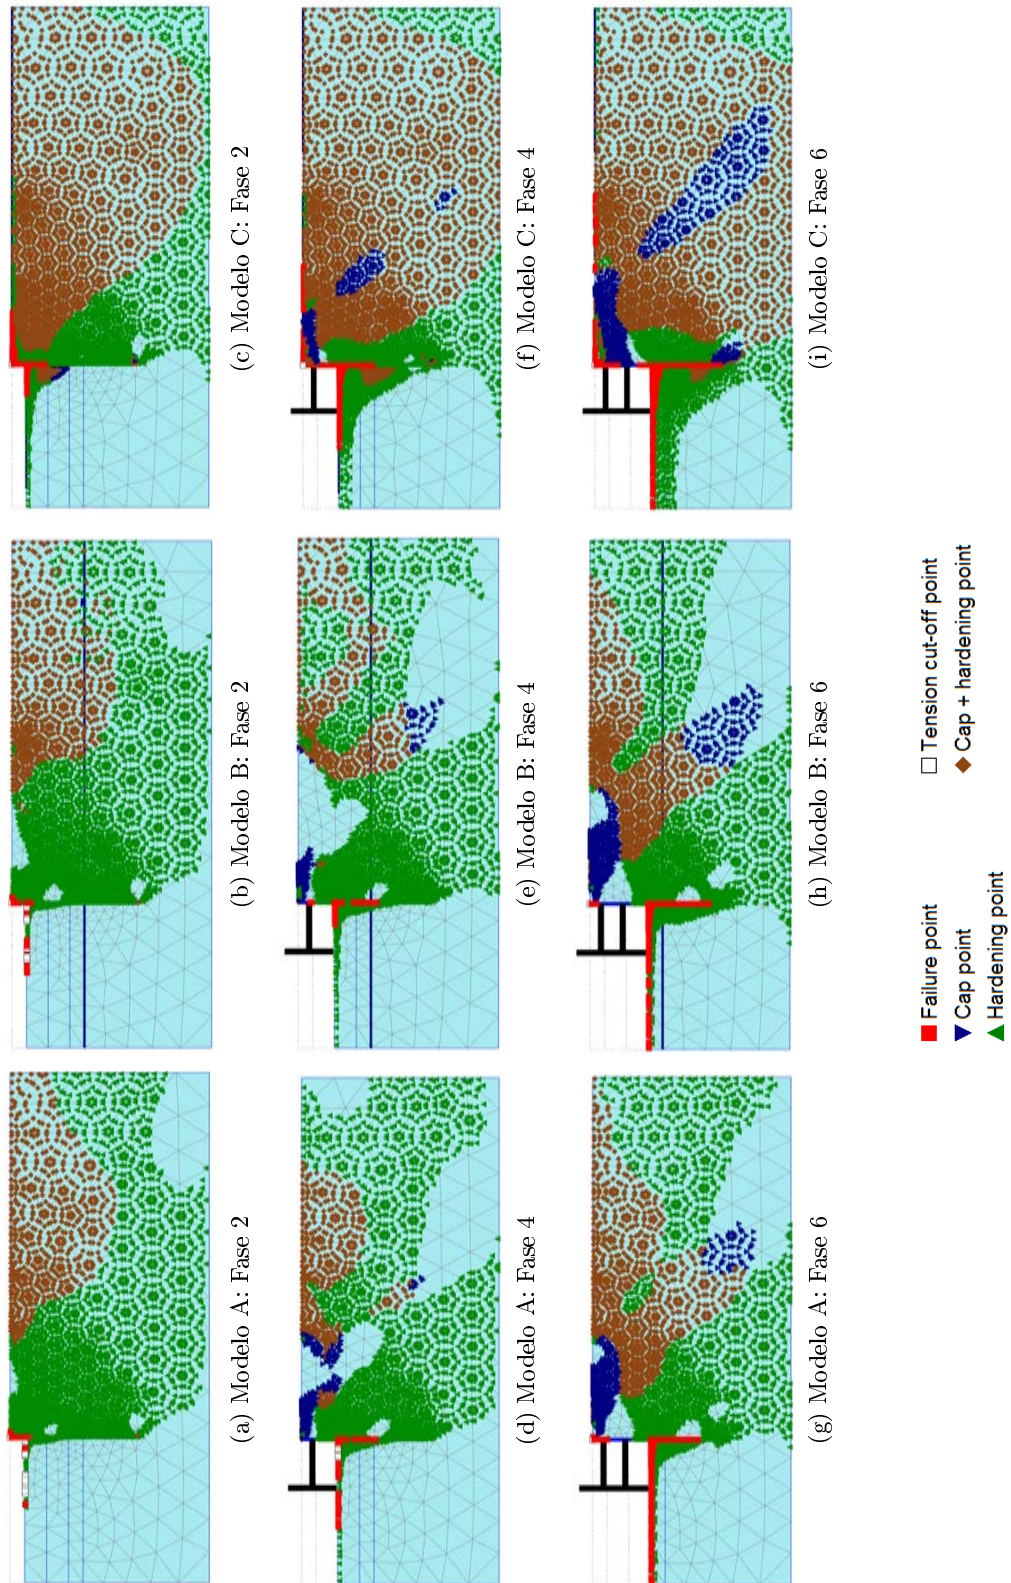 (a) Modelo A: Fase 2
(b) Modelo B: Fase 2
(c) Modelo C: Fase 2
(d) Modelo A: Fase 4
(e) Modelo B: Fase 4
(f) Modelo C: Fase 4
(g) Modelo A: Fase 6
(h) Modelo B: Fase 6
(i) Modelo C: Fase 6
Failure point
Tension cut-off point
Cap point
Cap + hardening point
Hardening point